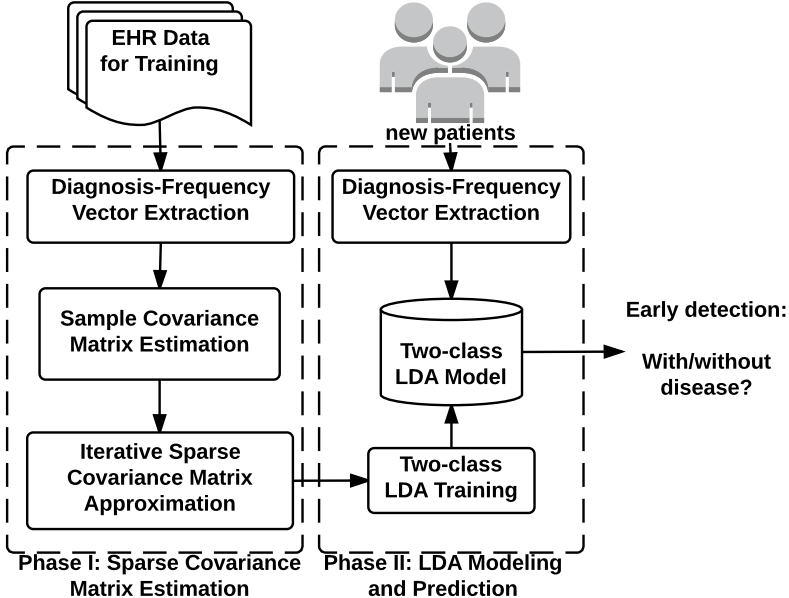 EHR Data
for Training
new patients
Diagnosis-Frequency
Vector Extraction
Diagnosis-Frequency
Vector Extraction
Sample Covariance
Matrix Estimation
Two-class
LDA Model
Early detection:
With/without
disease?
Iterative Sparse
Covariance Matrix
Approximation
Two-class
LDA Training
Phase I: Sparse Covariance
Matrix Estimation
Phase II: LDA Modeling
and Prediction